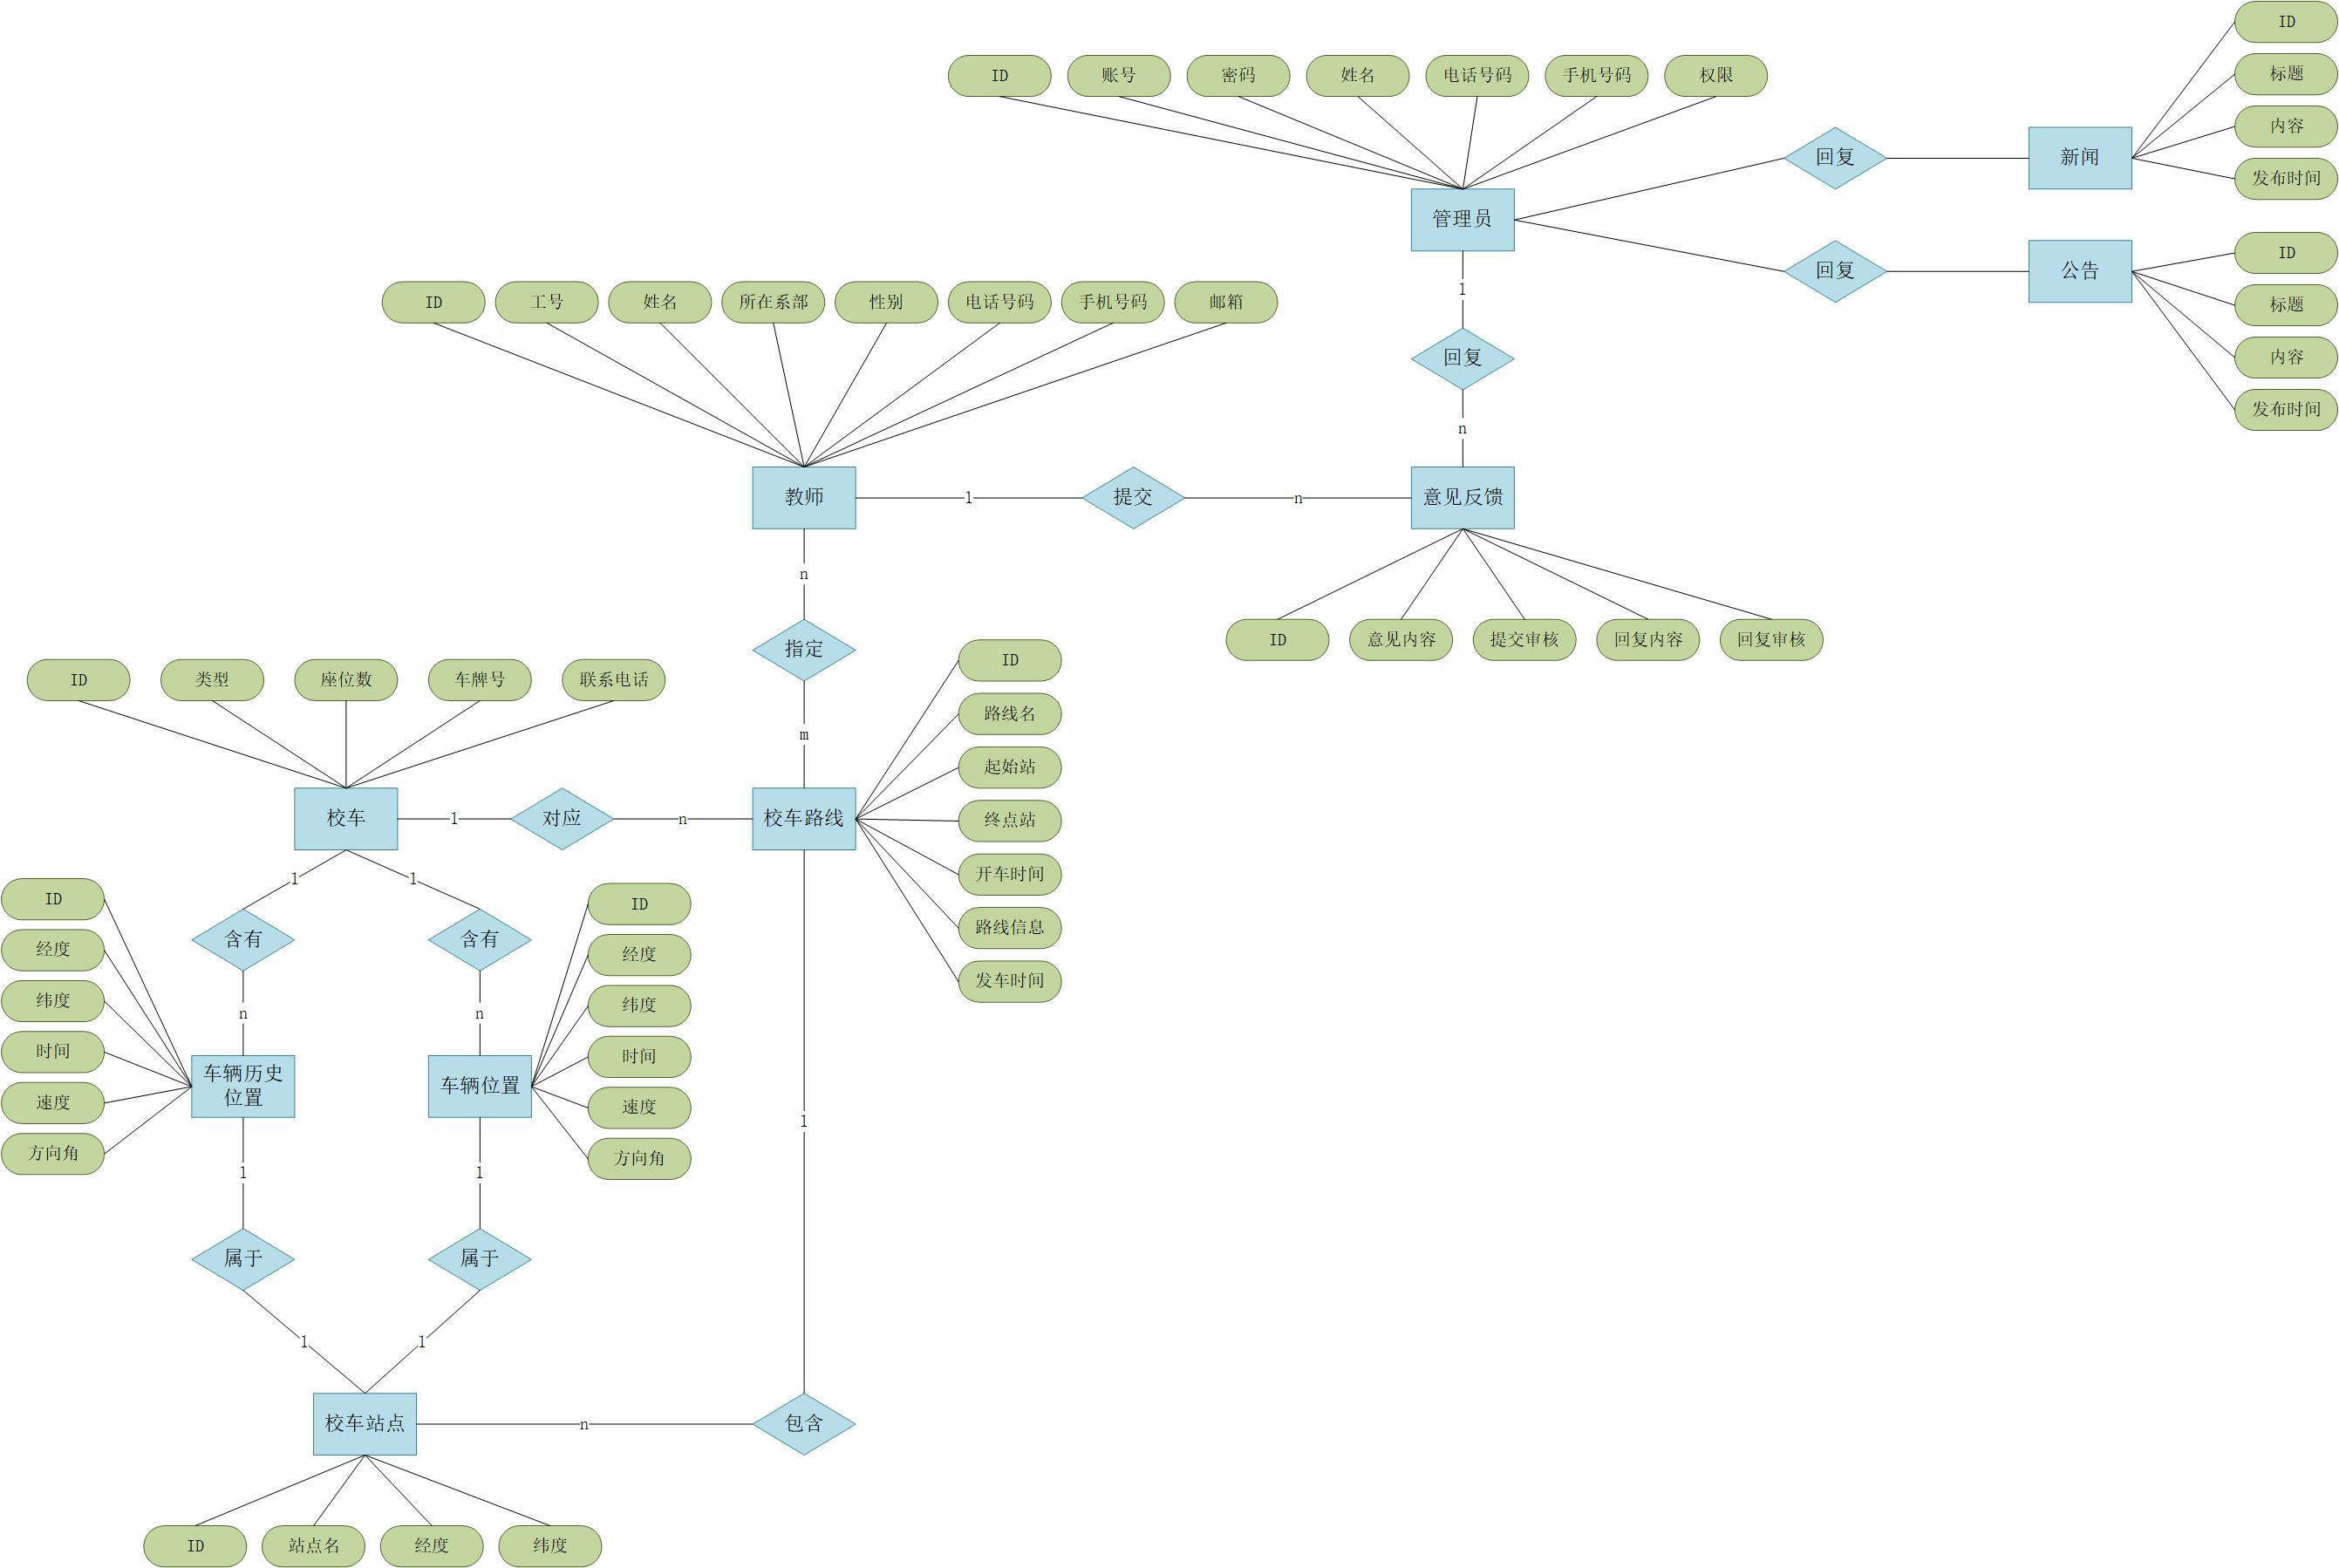 ID
标题
内容
发布时间
ID
账号
密码
姓名
电话号码
手机号码
权限
回复
新闻
管理员
回复
公告
ID
标题
内容
发布时间
1
回复
n
ID
工号
姓名
所在系部
性别
电话号码
手机号码
邮箱
教师
1
提交
n
意见反馈
ID
意见内容
提交审核
回复内容
回复审核
n
指定
m
ID
路线名
起始站
终点站
开车时间
路线信息
发车时间
ID
类型
座位数
车牌号
联系电话
校车
1
对应
n
校车路线
1
1
含有
含有
n
n
ID
经度
纬度
时间
速度
方向角
车辆历史
位置
车辆位置
ID
经度
纬度
时间
速度
方向角
1
1
1
属于
属于
1
1
校车站点
n
包含
ID
站点名
经度
纬度